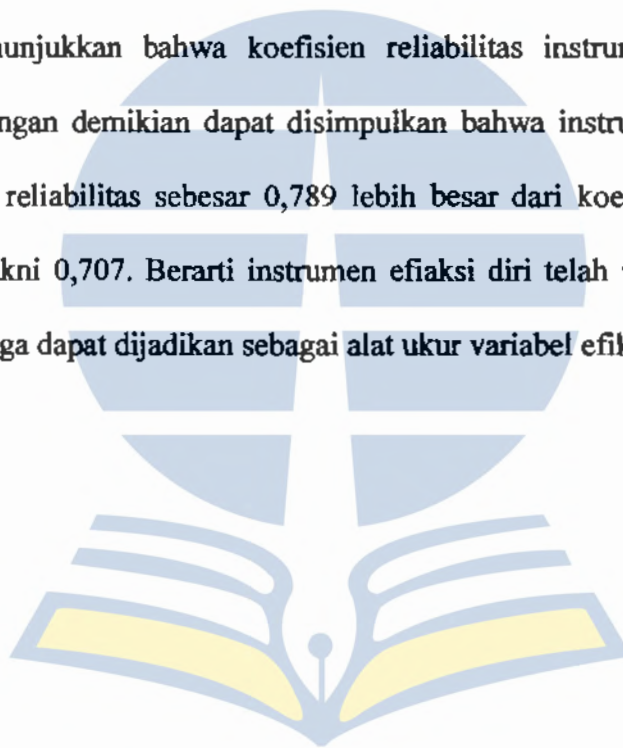 unjukkan bahwa koefisien reliabilitas instru
ngan demikian dapat disimpulkan bahwa instru
reliabilitas sebesar 0,789 lebih besar dari koe
kni 0,707. Berarti instrumen efiaksi diri telah
ga dapat dijadikan sebagai alat ukur variabel efi